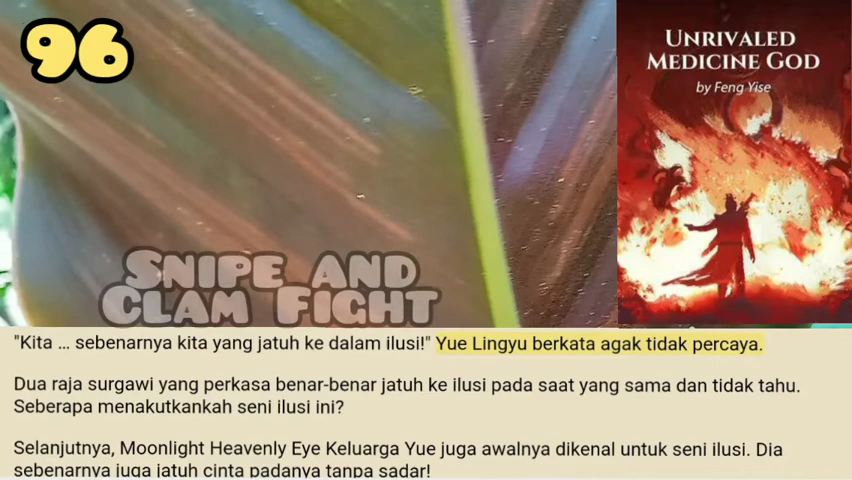 96
UNRIVALED
MEDICINE GOD
by Feng Yise
SNIPE AND
CLAM FIGHT
"Kita ... sebenarnya kita yang jatuh ke dalam ilusi!" Yue Lingyu berkata agak tidak percaya.
Dua raja surgawi yang perkasa benar-benar jatuh ke ilusi pada saat yang sama dan tidak tahu.
Seberapa menakutkankah seni ilusi ini?
Selanjutnya, Moonlight Heavenly Eye Keluarga Yue juga awalnya dikenal untuk seni ilusi. Dia
sebenarnya juga jatuh cinta padanya tanpa sadar!